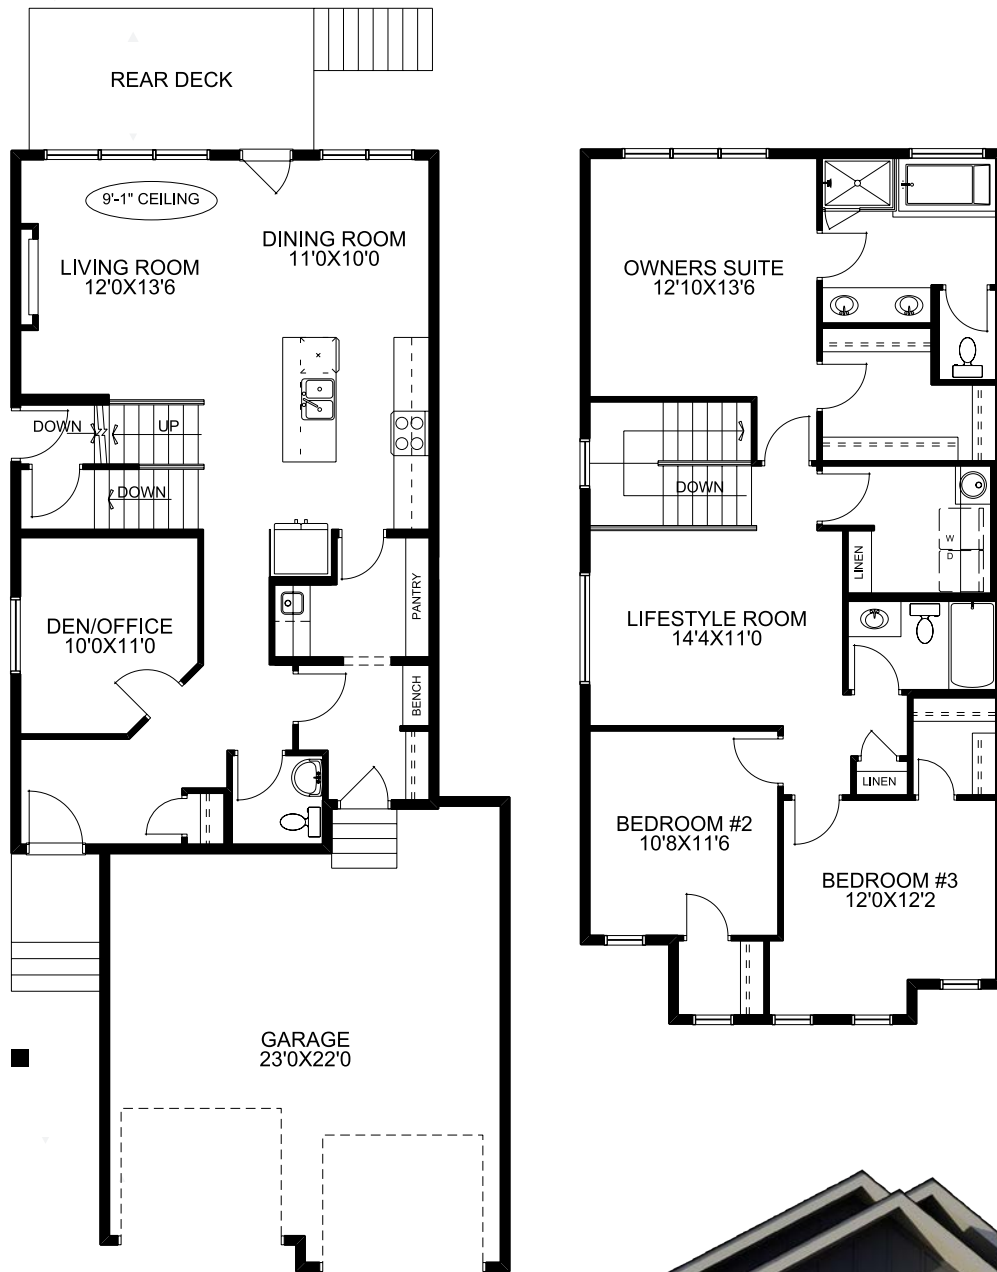 REAR DECK
9'-1" CEILING
DINING ROOM
11'0X10'0
LIVING ROOM
12'0X13'6
DOWN
UP
DOWN
DEN/OFFICE
10'0X11'0
PANTRY
BENCH
GARAGE
23'0X22'0
OWNERS SUITE
12'10X13'6
DOWN
W
D
LINEN
LIFESTYLE ROOM
14'4X11'0
LINEN
BEDROOM #2
10'8X11'6
BEDROOM #3
12'0X12'2